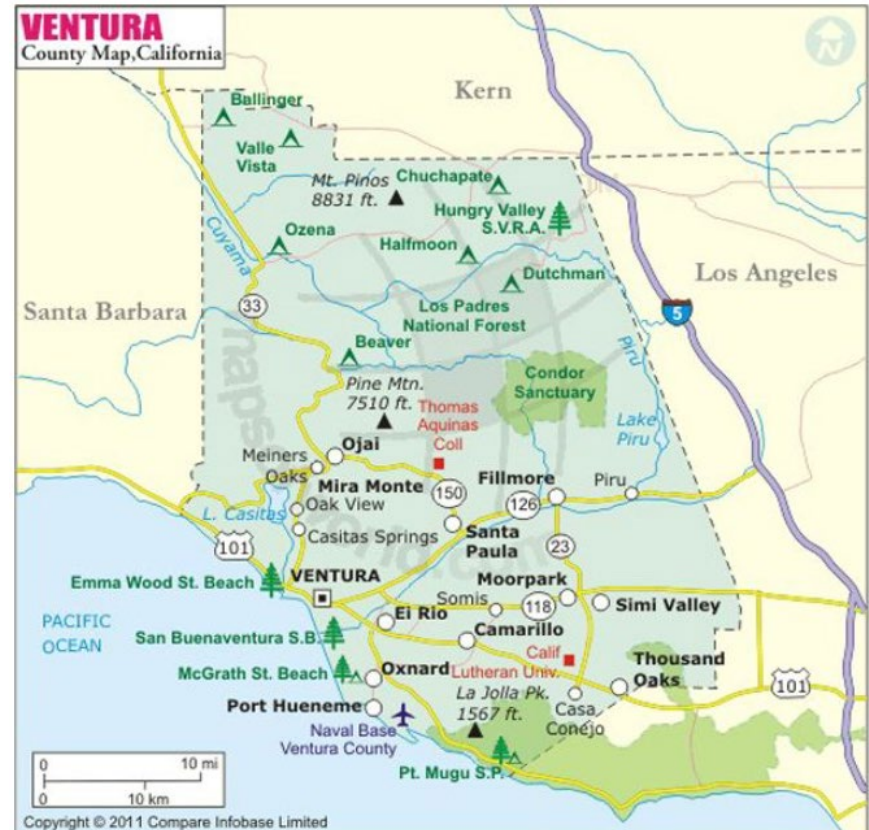 VENTURA
County Map,California
N
Kern
Ballinger
Valle
Vista
Mt. Pinos
8831 ft.
Chuchapate
Hungry Valley
S.V.R.A.
Ozena
Halfmoon
Cuyama
Dutchman
Los Angeles
Santa Barbara
33
Los Padres
National Forest
5
Beaver
Piru
Pine Mtn.
7510 ft.
Condor
Sanctuary
Thomas
Aquinas
Coll
Lake
Piru
Ojai
Meiners
Oaks
Mira Monte
150
Fillmore
126
Piru
Oak View
L. Casitas
Casitas Springs
Santa
Paula
101
23
VENTURA
Moorpark
Emma Wood St. Beach
Somis
118
Simi Valley
El Rio
PACIFIC
OCEAN
San Buenaventura S.B.
Camarillo
Calif
Lutheran Univ.
Thousand
Oaks
McGrath St. Beach
Oxnard
La Jolla Pk.
1567 ft.
101
Port Hueneme
Casa
Conejo
Naval Base
Ventura County
Pt. Mugu S.P.
0 10 mi
0 10 km
Copyright © 2011 Compare Infobase Limited